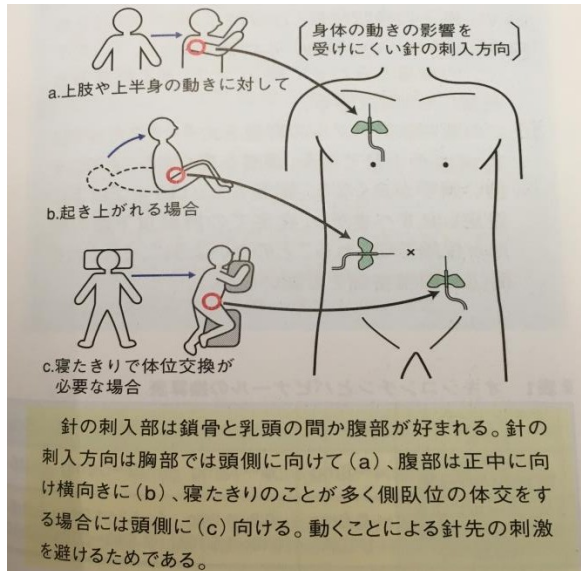 身体の動きの影響を
受けにくい針の刺入方向
a.上肢や上半身の動きに対して
b.起き上がれる場合
×
c.寝たきりで体位交換が
必要な場合
針の刺入部は鎖骨と乳頭の間か腹部が好まれる。針の
刺入方向は胸部では頭側に向けて(a)、腹部は正中に向
け横向きに(b)、寝たきりのことが多く側臥位の体交をす
る場合には頭側に(c)向ける。動くことによる針先の刺激
を避けるためである。